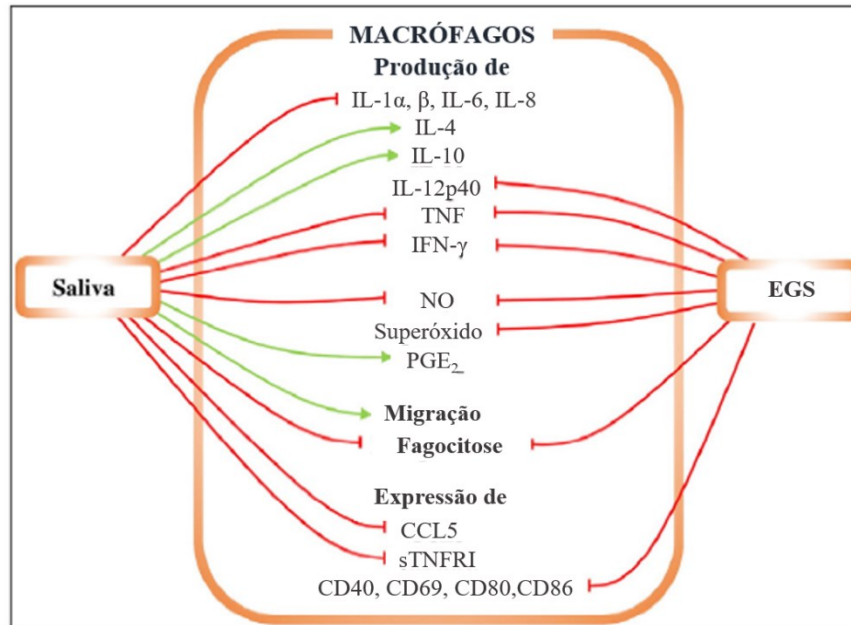 MACRÓFAGOS
Produção de
IL-1α, β, IL-6, IL-8
IL-4
IL-10
IL-12p40
TNF
IFN-γ
Saliva
EGS
NO
Superóxido
PGE₂
Migração
Fagocitose
Expressão de
CCL5
sTNFRI
CD40, CD69, CD80,CD86